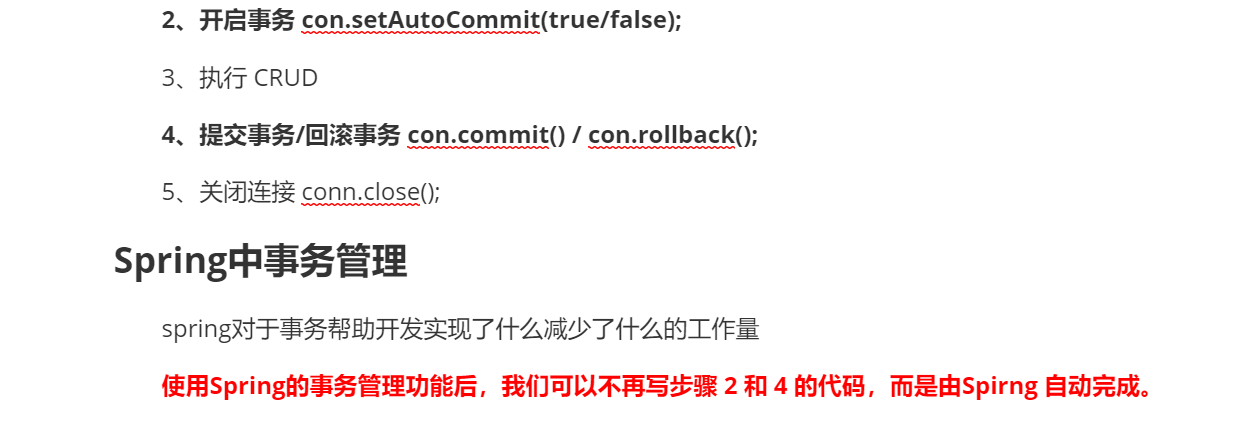 2、开启事务 con.setAutoCommit(true/false);
3、执行 CRUD
4、提交事务/回滚事务 con.commit() / con.rollback();
5、关闭连接 conn.close();
Spring中事务管理
spring对于事务帮助开发实现了什么减少了什么的工作量
使用Spring的事务管理功能后，我们可以不再写步骤 2 和 4 的代码，而是由Spirng 自动完成。